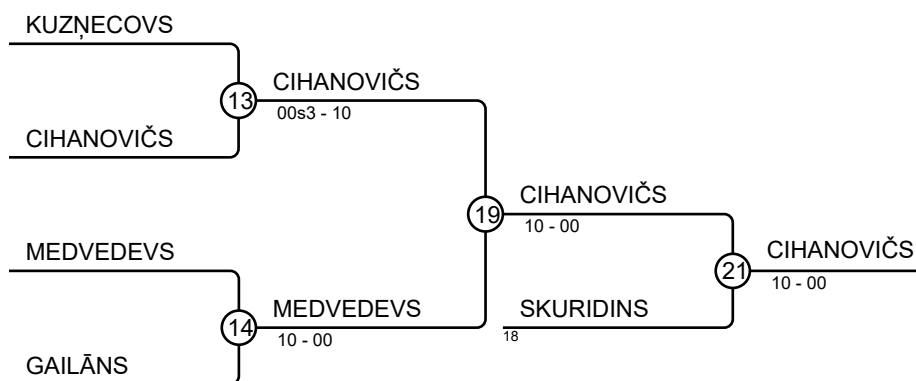 KUZŅECOVS
13
CIHANOVIČS
00s3 - 10
CIHANOVIČS
19
CIHANOVIČS
10 - 00
MEDVEDEVS
21
CIHANOVIČS
10 - 00
14
MEDVEDEVS
10 - 00
SKURIDINS
18
GAILĀNS